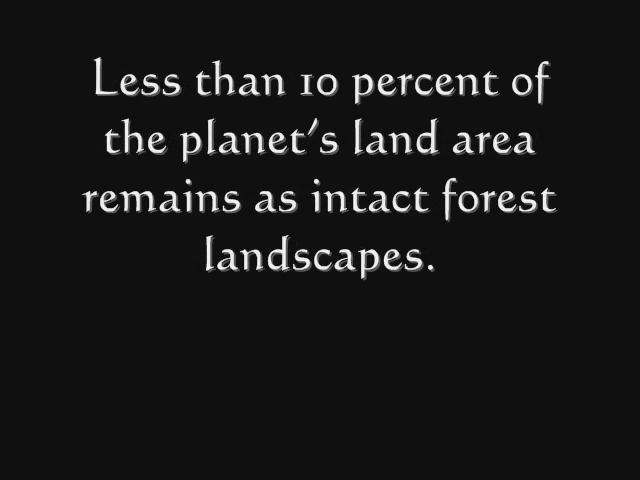 Less than 10 percent of
the planet's land area
remains as intact forest
landscapes.